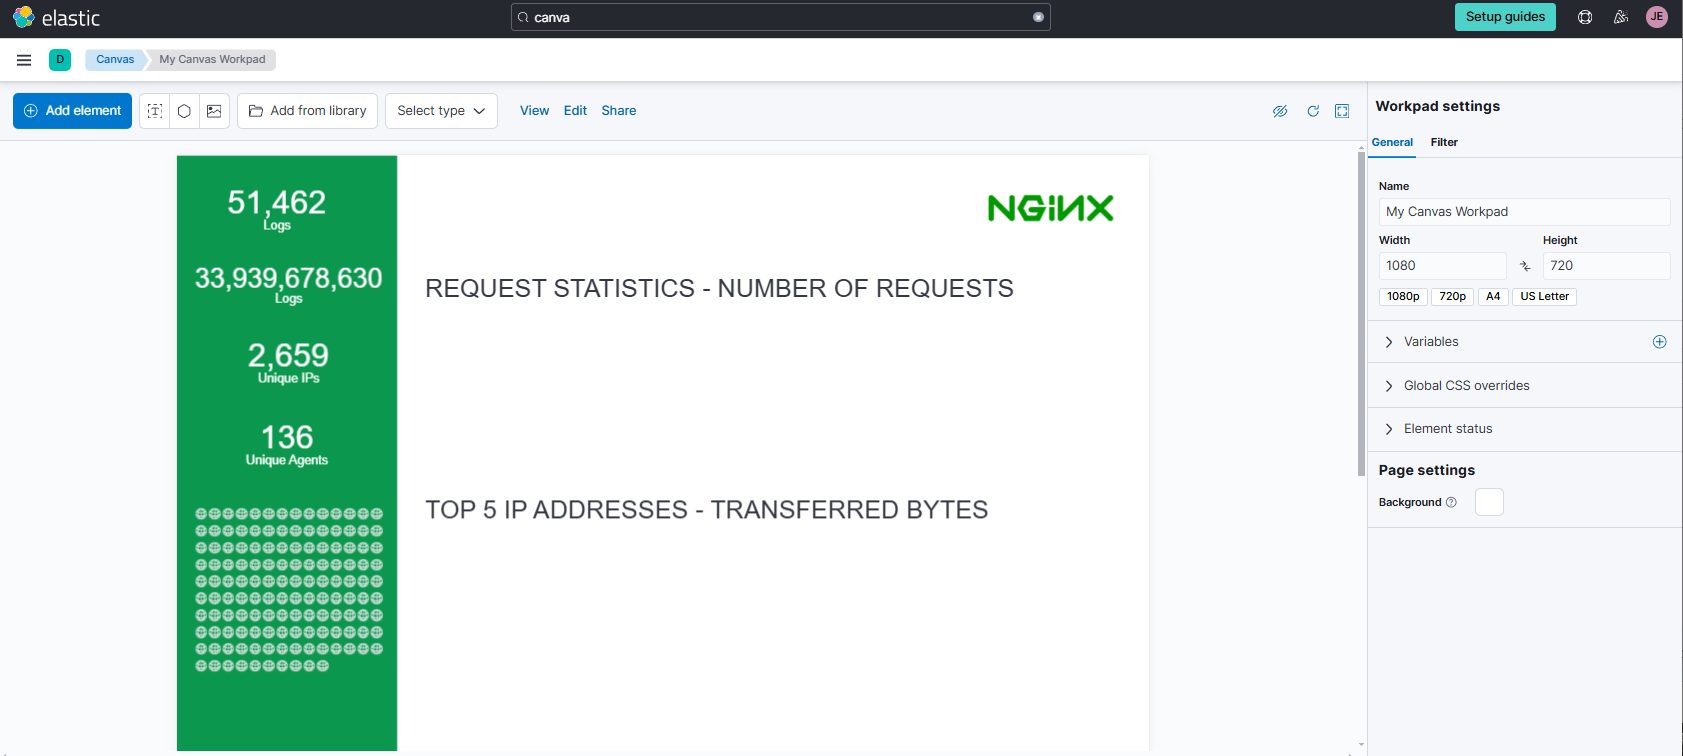 elastic
canva
Setup guides
JE
D
Canvas
My Canvas Workpad
Add element
Add from library
Select type
View
Edit
Share
51,462
Logs
33,939,678,630
Logs
2,659
Unique IPs
136
Unique Agents
NGINX
REQUEST STATISTICS - NUMBER OF REQUESTS
TOP 5 IP ADDRESSES - TRANSFERRED BYTES
Workpad settings
General
Filter
Name
My Canvas Workpad
Width
Height
1080
720
1080p
720p
A4
US Letter
Variables
Global CSS overrides
Element status
Page settings
Background